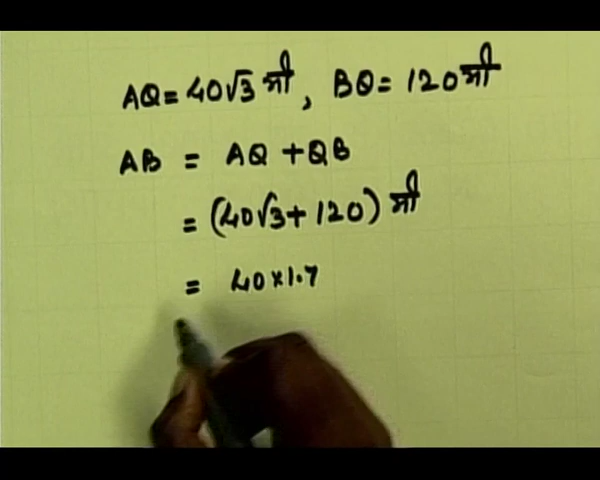 AQ = 40√3 मी, BQ = 120 मी
AB = AQ + QB
= (40√3 + 120) मी
= 40 × 1.7